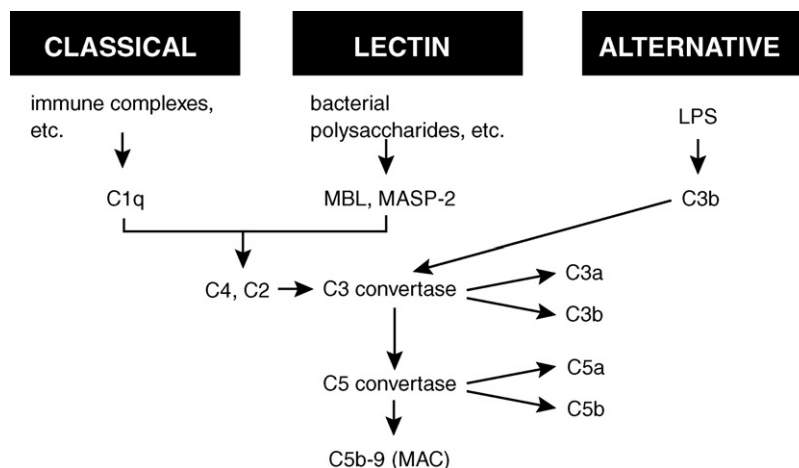 CLASSICAL
LECTIN
ALTERNATIVE
immune complexes,
etc.
bacterial
polysaccharides, etc.
LPS
C1q
MBL, MASP-2
C3b
C4, C2
C3 convertase
C3a
C3b
C5 convertase
C5a
C5b
C5b-9 (MAC)